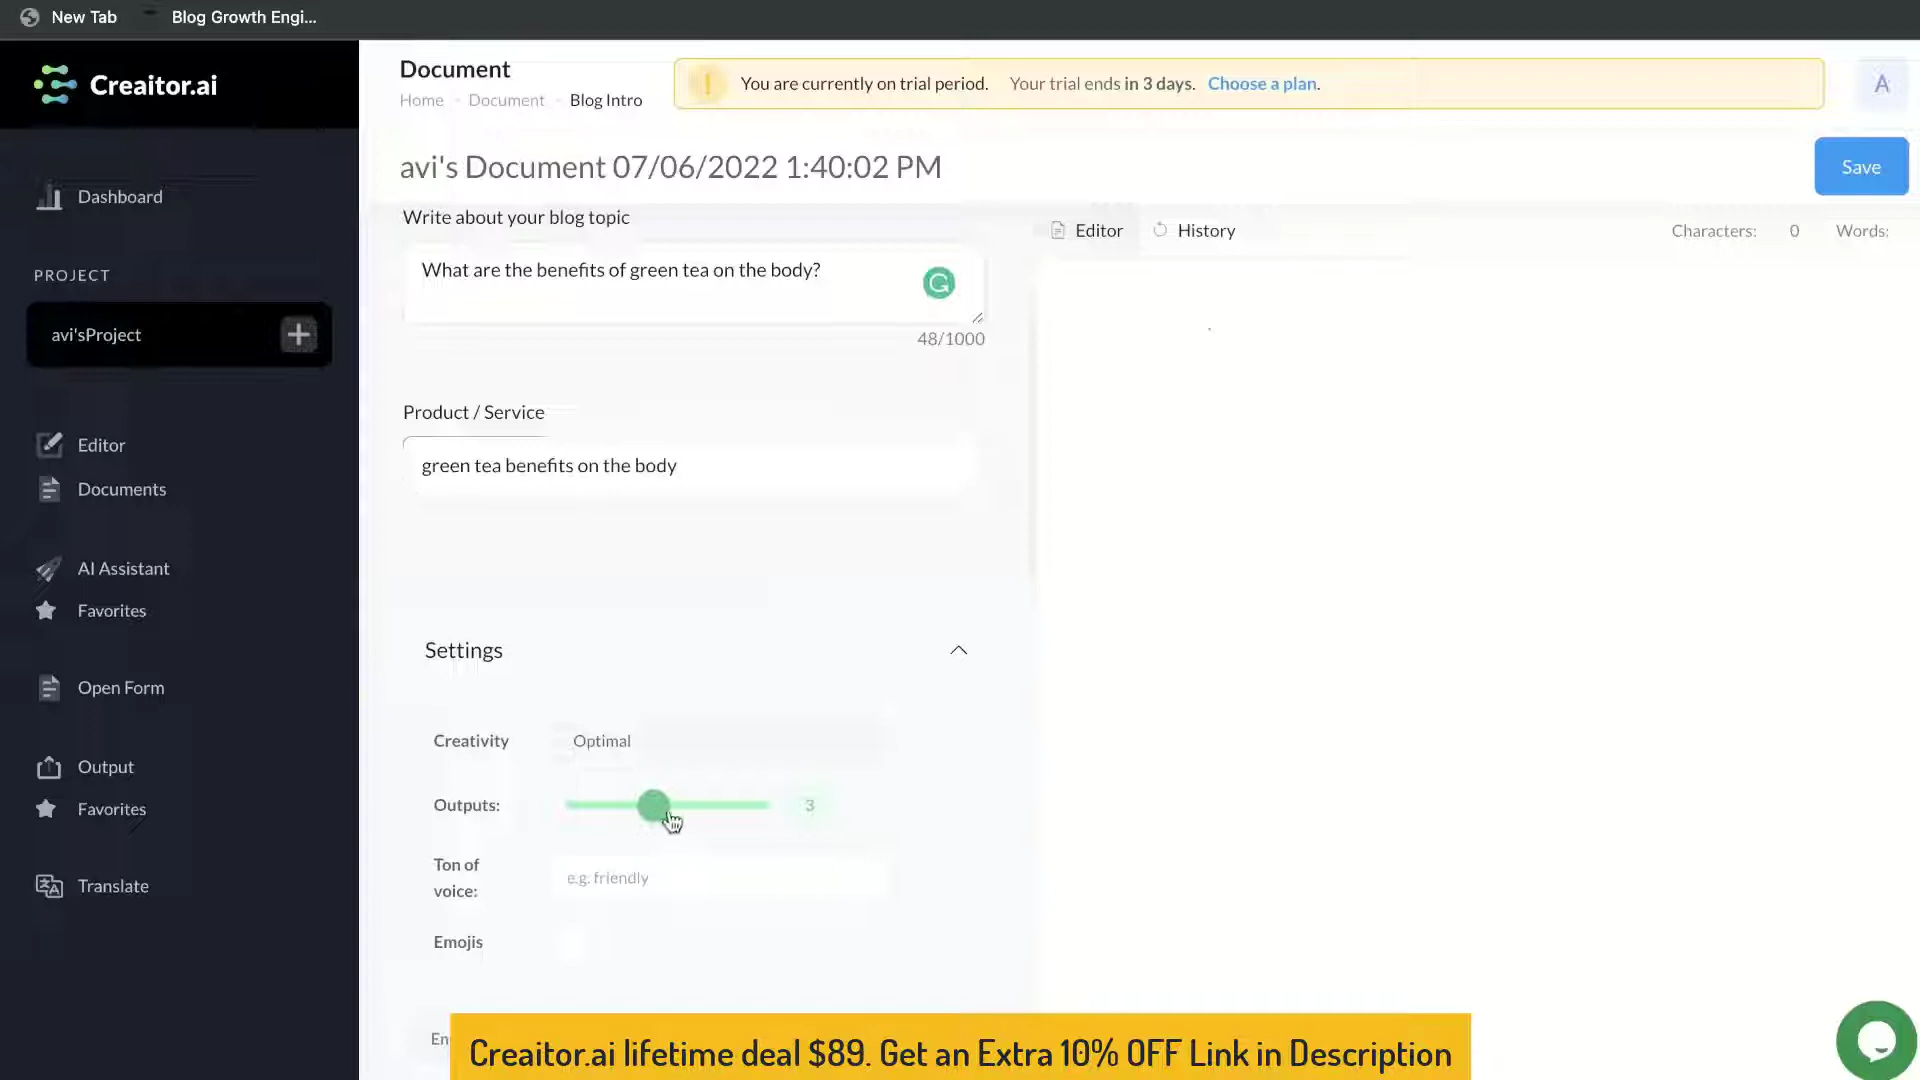 New Tab
Blog Growth Engi...
Creaitor.ai
Document
Home
Document
Blog Intro
You are currently on trial period. Your trial ends in 3 days. Choose a plan.
A
avi's Document 07/06/2022 1:40:02 PM
Save
Dashboard
PROJECT
avi'sProject
Editor
Documents
AI Assistant
Favorites
Open Form
Output
Favorites
Translate
Write about your blog topic
What are the benefits of green tea on the body?
48/1000
Product / Service
green tea benefits on the body
Settings
Creativity
Optimal
Outputs:
3
Ton of
voice:
e.g. friendly
Emojis
Editor
History
Characters: 0 Words:
Creaitor.ai lifetime deal $89. Get an Extra 10% OFF Link in Description